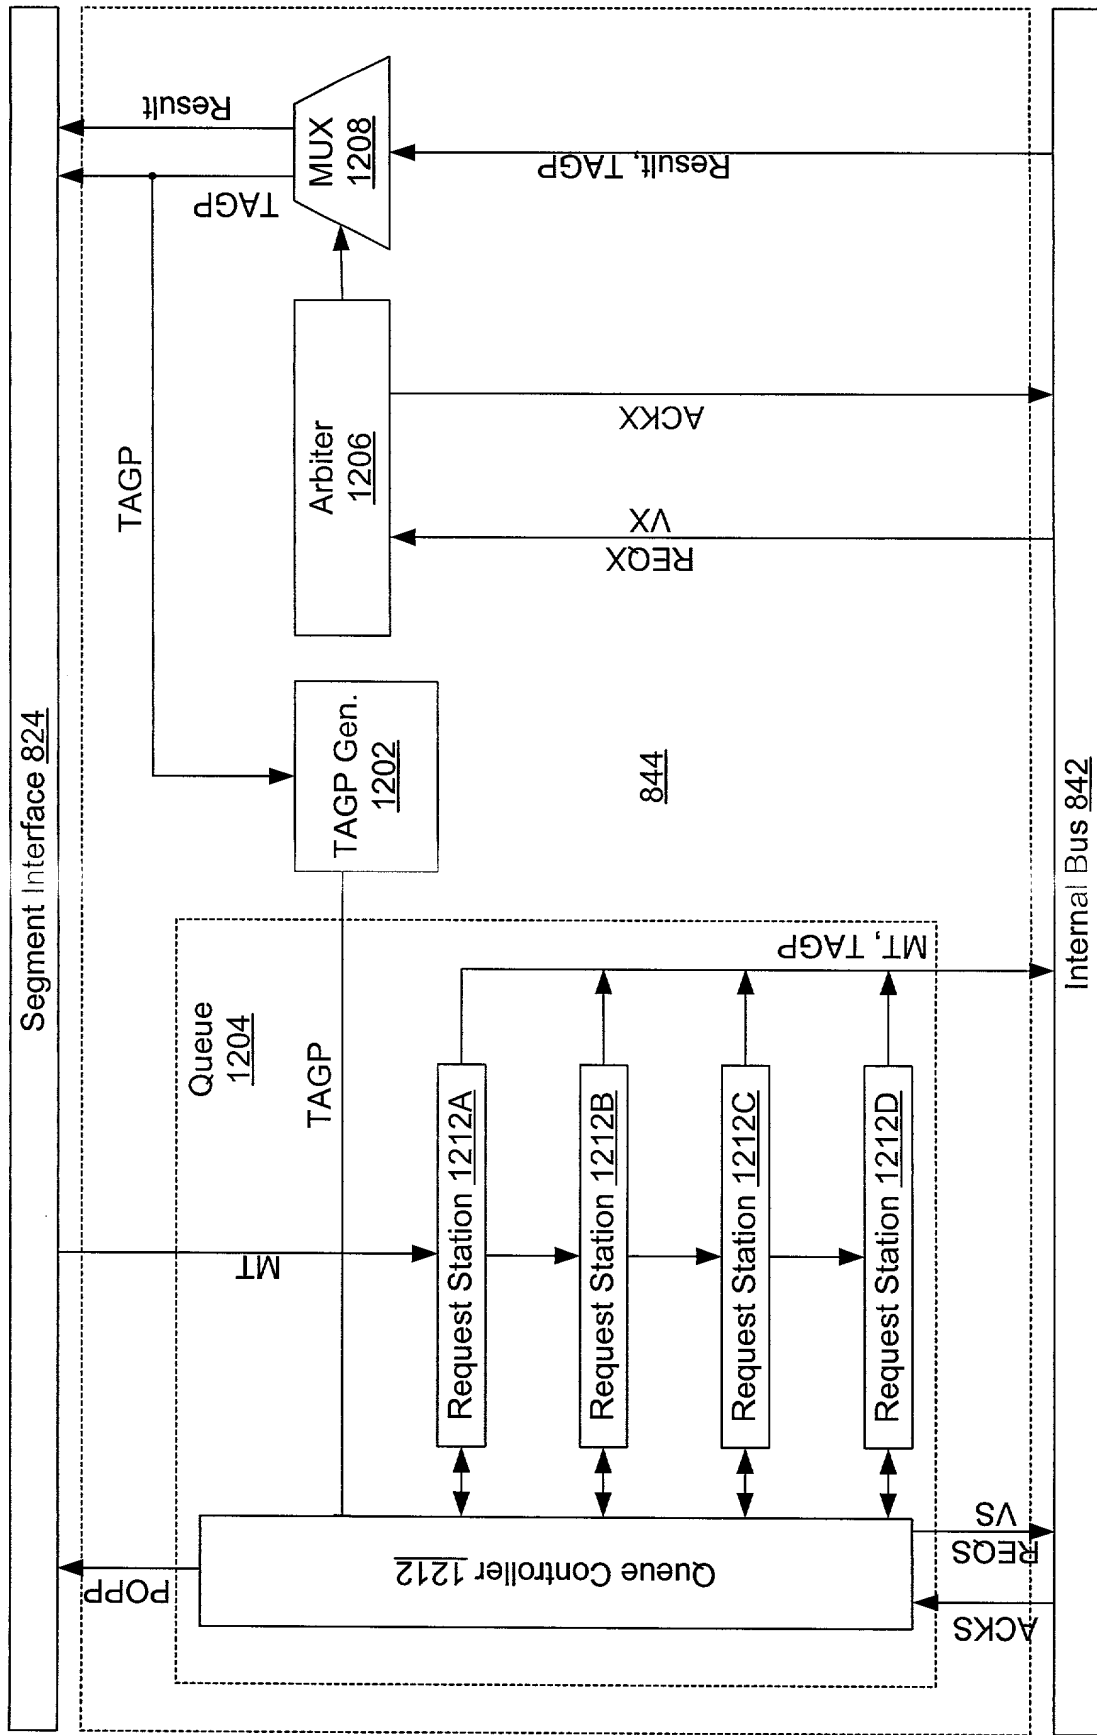 Segment Interface 824
POPP
Queue
1204
MT
TAGP
TAGP
TAGP
Result
Queue Controller 1212
Request Station 1212A
Request Station 1212B
Request Station 1212C
Request Station 1212D
TAGP Gen.
1202
Arbiter
1206
MUX
1208
844
MT, TAGP
ACKS
REQS
VS
REQX
VX
ACKX
Result, TAGP
Internal Bus 842